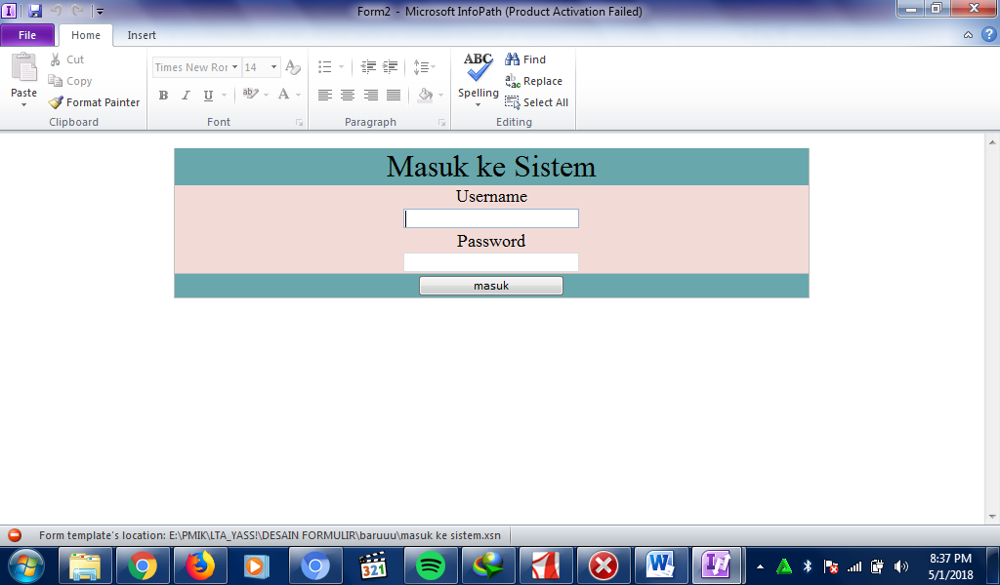 Form2 - Microsoft InfoPath (Product Activation Failed)
File Home Insert
Paste
Cut
Copy
Format Painter
Clipboard
Times New Ror 14
B I U ab A
Font
Paragraph
ABC
Spelling
Find
Replace
Select All
Editing
Masuk ke Sistem
Username
Password
masuk
Form template's location: E:\PMIK\LTA_YASS!\DESAIN FORMULIR\baruuu\masuk ke sistem.xsn
321
8:37 PM
5/1/2018